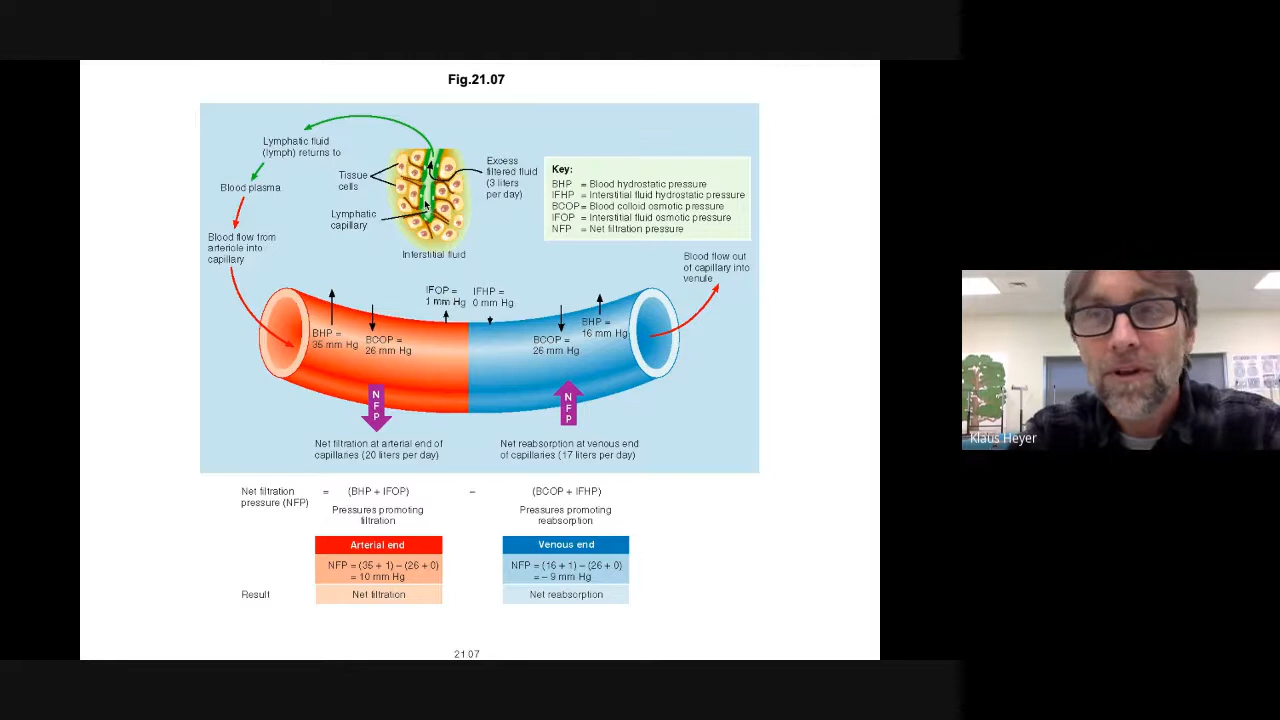 Fig.21.07
Lymphatic fluid
(lymph) returns to
Blood plasma
Blood flow from
arteriole into
capillary
Tissue
cells
Lymphatic
capillary
Excess
filtered fluid
(3 liters
per day)
Interstitial fluid
Key:
BHP = Blood hydrostatic pressure
IFHP = Interstitial fluid hydrostatic pressure
BCOP = Blood colloid osmotic pressure
IFOP = Interstitial fluid osmotic pressure
NFP = Net filtration pressure
Blood flow out
of capillary into
venule
IFOP =
1 mm Hg
IFHP =
0 mm Hg
BHP =
35 mm Hg
BCOP =
26 mm Hg
BCOP =
26 mm Hg
BHP =
16 mm Hg
NFP
NFP
Net filtration at arterial end of
capillaries (20 liters per day)
Net reabsorption at venous end
of capillaries (17 liters per day)
Net filtration
pressure (NFP)
= (BHP + IFOP) – (BCOP + IFHP)
Pressures promoting
filtration
Pressures promoting
reabsorption
Arterial end
NFP = (35 + 1) – (26 + 0)
= 10 mm Hg
Venous end
NFP = (16 + 1) – (26 + 0)
= – 9 mm Hg
Result
Net filtration
Net reabsorption
21 07
Klaus Heyer